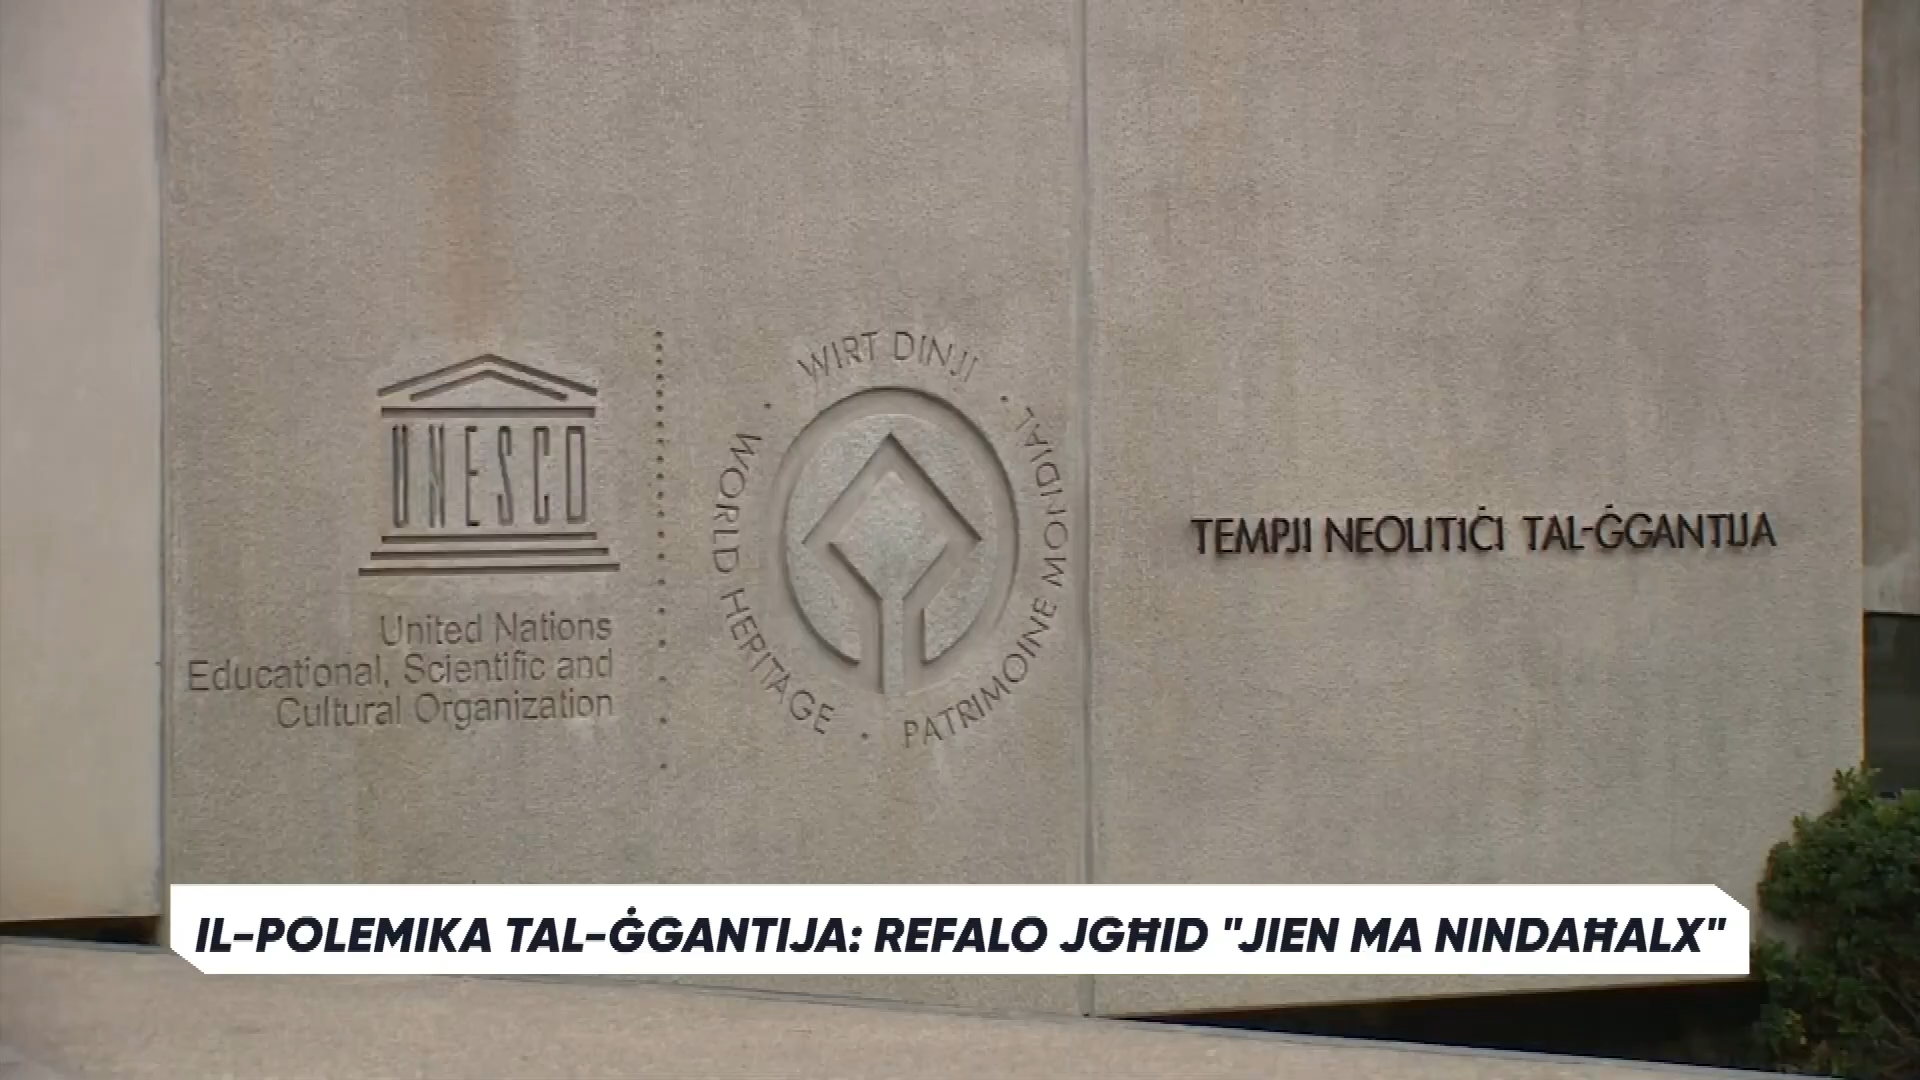 UNESCO
United Nations
Educational, Scientific and
Cultural Organization
WIRT DINJI • PATRIMOINE MONDIAL • WORLD HERITAGE •
TEMPJI NEOLITIĊI TAL-ĠGANTIJA
IL-POLEMIKA TAL-ĠGANTIJA: REFALO JGĦID "JIEN MA NINDAĦALX"